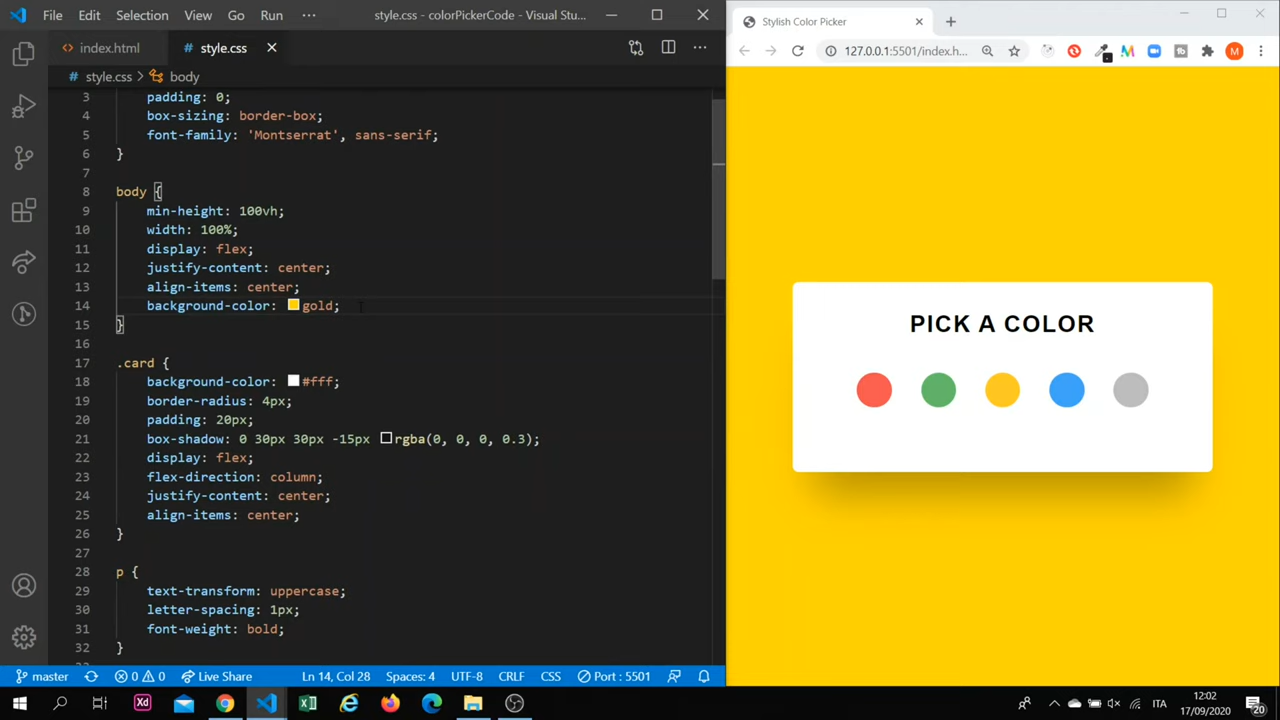 File Edit Selection View Go Run ··· style.css - colorPickerCode - Visual Stu...
index.html style.css
style.css > body
3 padding: 0;
4 box-sizing: border-box;
5 font-family: 'Montserrat', sans-serif;
6 }
7
8 body {
9 min-height: 100vh;
10 width: 100%;
11 display: flex;
12 justify-content: center;
13 align-items: center;
14 background-color: gold;
15 }
16
17 .card {
18 background-color: #fff;
19 border-radius: 4px;
20 padding: 20px;
21 box-shadow: 0 30px 30px -15px rgba(0, 0, 0, 0.3);
22 display: flex;
23 flex-direction: column;
24 justify-content: center;
25 align-items: center;
26 }
27
28 p {
29 text-transform: uppercase;
30 letter-spacing: 1px;
31 font-weight: bold;
32 }
master 0 0 Live Share Ln 14, Col 28 Spaces: 4 UTF-8 CRLF CSS Port : 5501
Stylish Color Picker
127.0.0.1:5501/index.h...
M
PICK A COLOR
Xd
ITA
12:02
17/09/2020
20